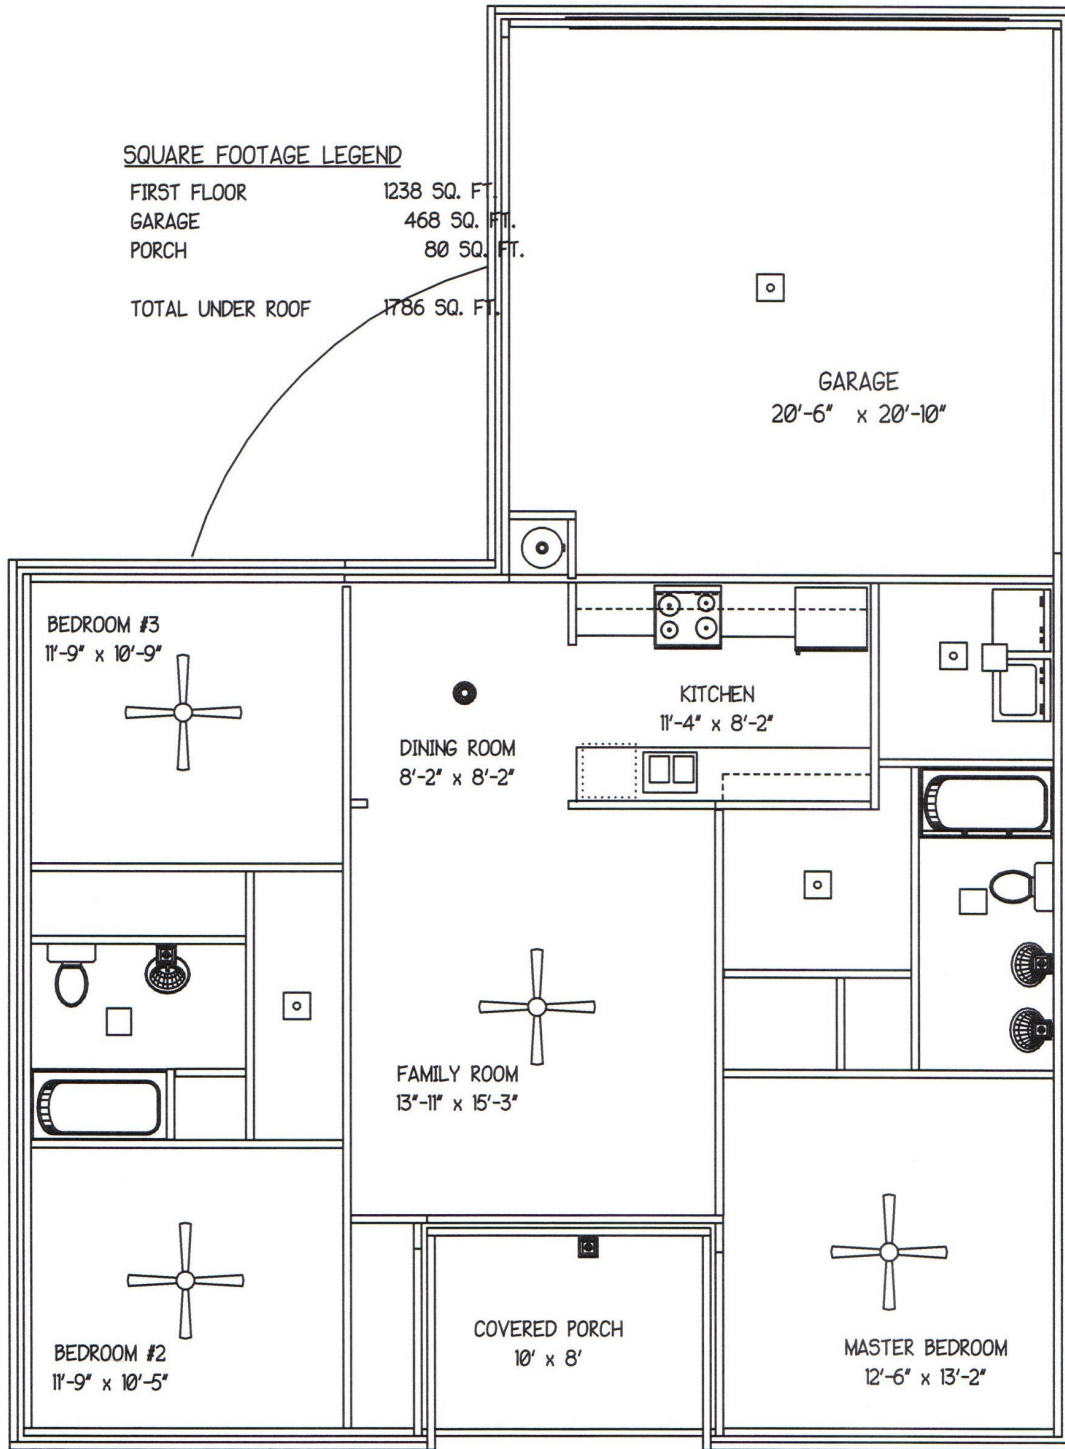 SQUARE FOOTAGE LEGEND
FIRST FLOOR 1238 SQ. FT.
GARAGE 468 SQ. FT.
PORCH 80 SQ. FT.
TOTAL UNDER ROOF 1786 SQ. FT.
GARAGE
20'-6" x 20'-10"
BEDROOM #3
11'-9" x 10'-9"
KITCHEN
11'-4" x 8'-2"
DINING ROOM
8'-2" x 8'-2"
FAMILY ROOM
13"-11" x 15'-3"
COVERED PORCH
10' x 8'
MASTER BEDROOM
12'-6" x 13'-2"
BEDROOM #2
11'-9" x 10'-5"